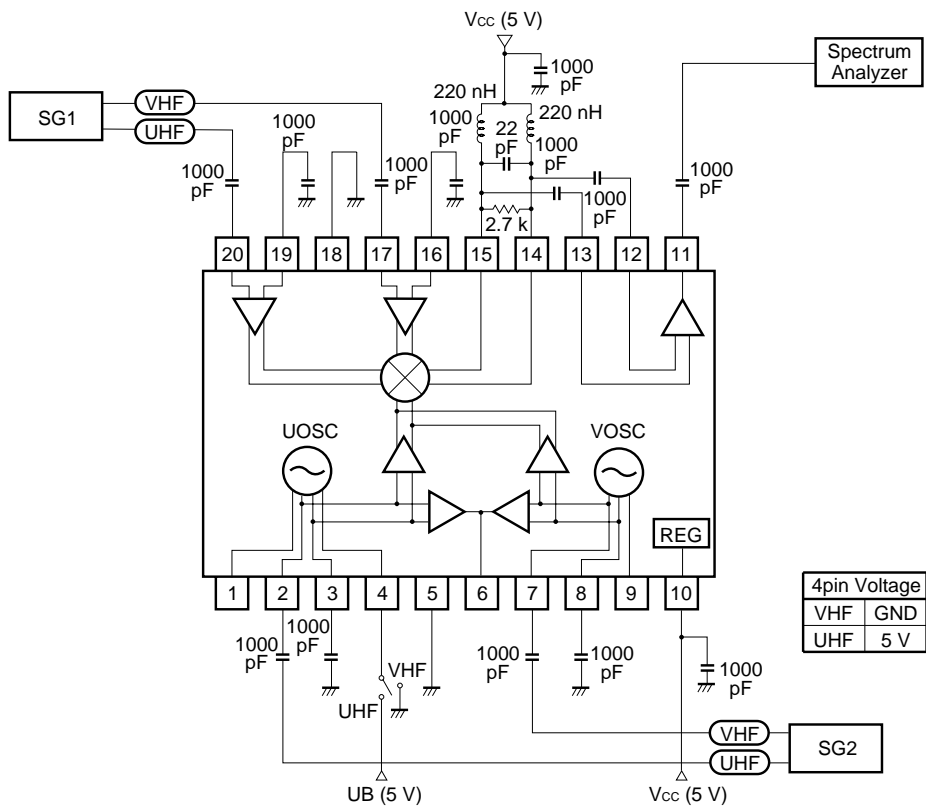 VCC (5 V)
1000
pF
220 nH
220 nH
1000
pF
22
pF
1000
pF
1000
pF
2.7 k
Spectrum
Analyzer
SG1
VHF
UHF
1000
pF
1000
pF
1000
pF
1000
pF
1000
pF
20
19
18
17
16
15
14
13
12
11
UOSC
VOSC
REG
1
2
3
4
5
6
7
8
9
10
1000
pF
1000
pF
VHF
UHF
1000
pF
1000
pF
1000
pF
4pin Voltage
VHF GND
UHF 5 V
VHF
UHF
SG2
UB (5 V)
VCC (5 V)